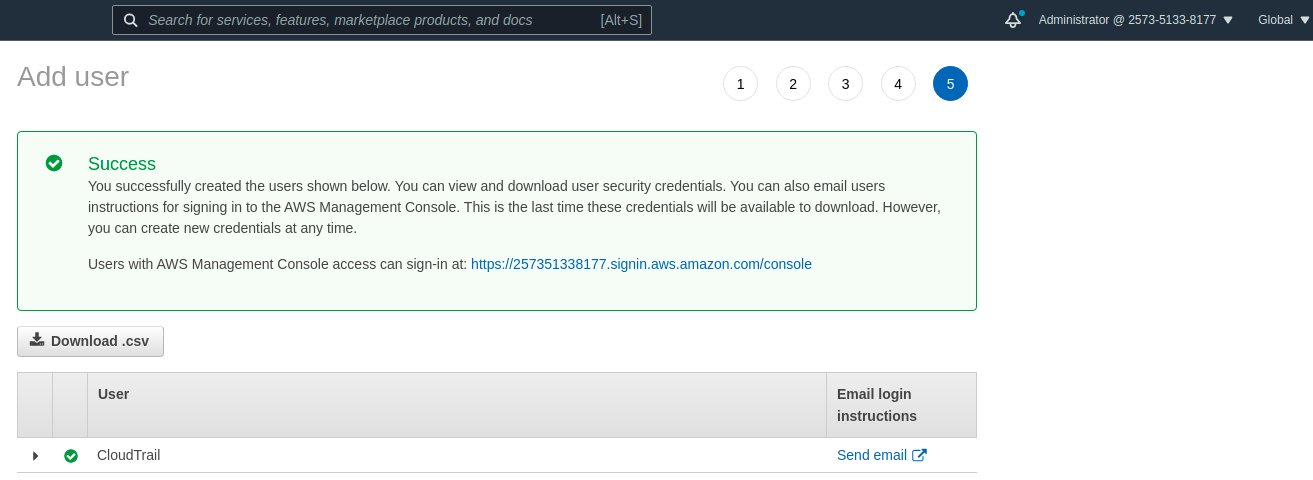 Search for services, features, marketplace products, and docs [Alt+S] Administrator @ 2573-5133-8177 Global
Add user 1 2 3 4 5
Success
You successfully created the users shown below. You can view and download user security credentials. You can also email users
instructions for signing in to the AWS Management Console. This is the last time these credentials will be available to download. However,
you can create new credentials at any time.
Users with AWS Management Console access can sign-in at: https://257351338177.signin.aws.amazon.com/console
Download .csv
User
Email login
instructions
CloudTrail Send email